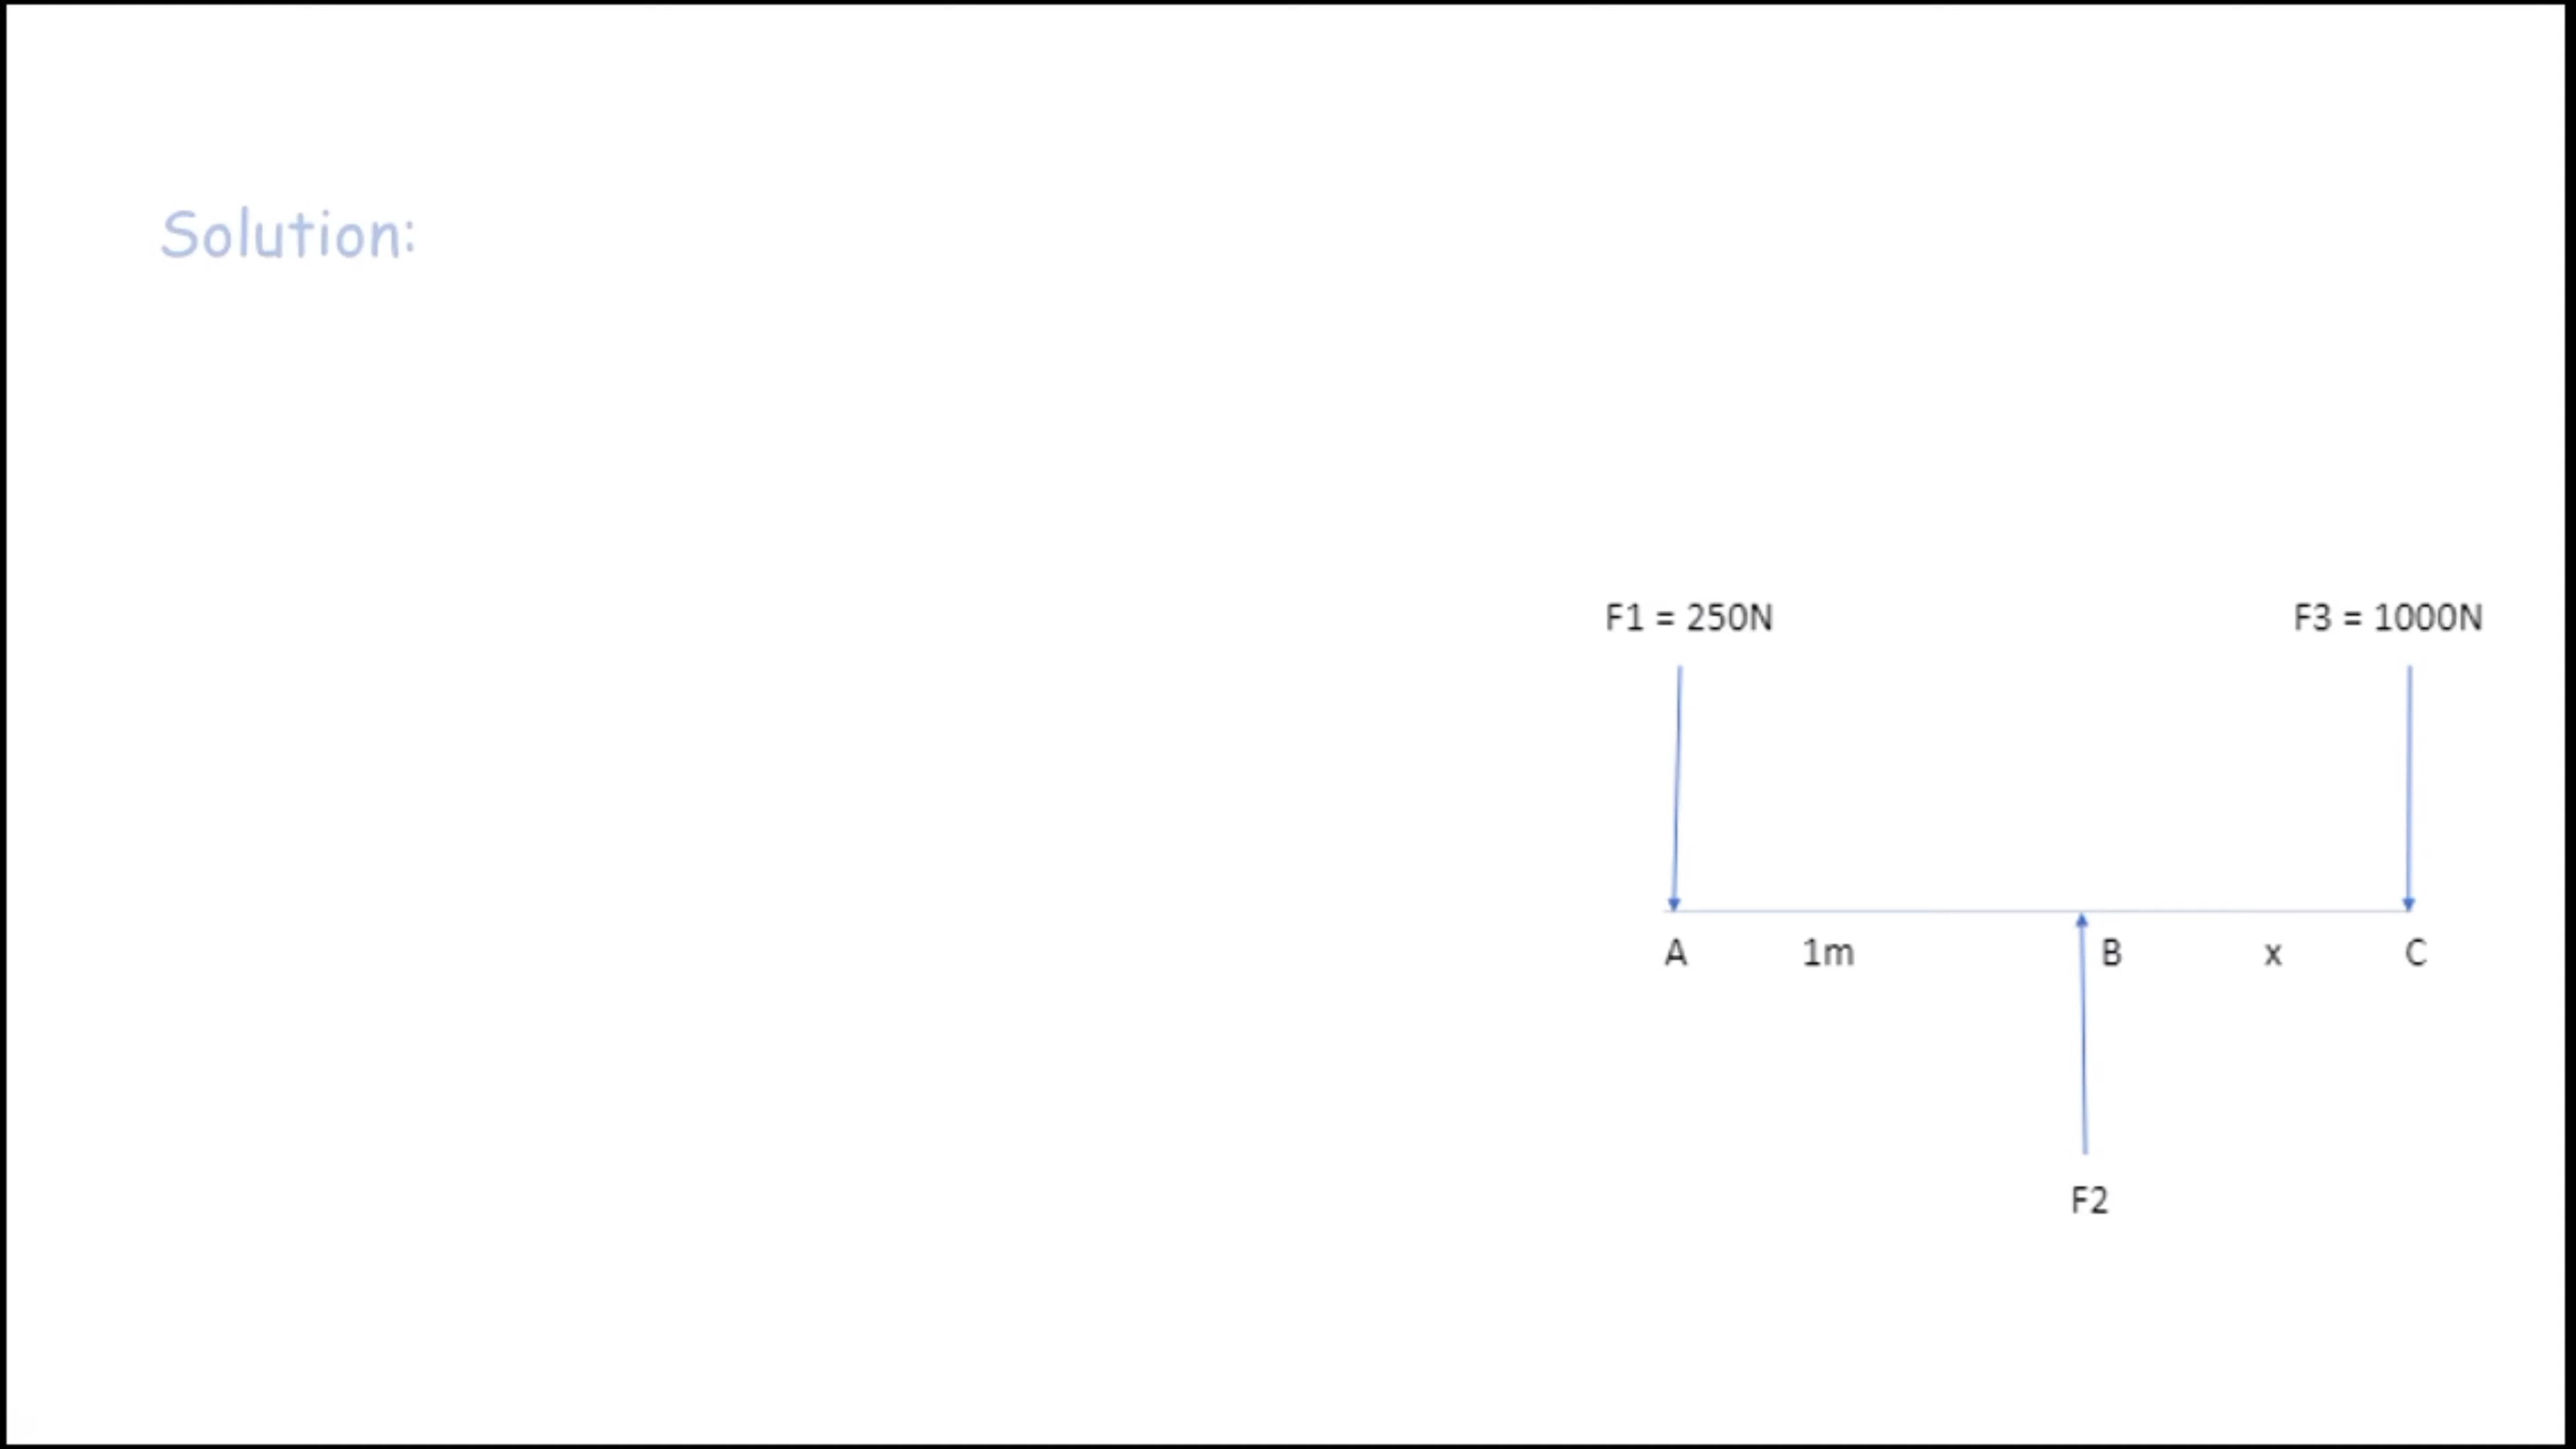 Solution:
F1 = 250N
F3 = 1000N
A 1m B x C
F2